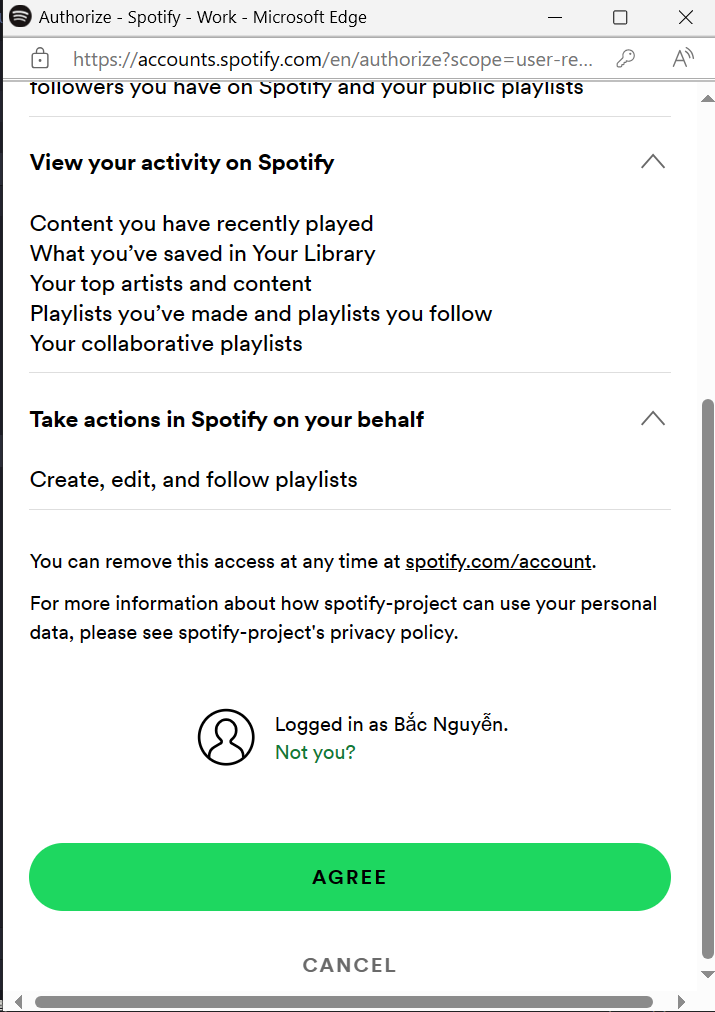 Authorize - Spotify - Work - Microsoft Edge
https://accounts.spotify.com/en/authorize?scope=user-re...
followers you have on Spotify and your public playlists
View your activity on Spotify
Content you have recently played
What you’ve saved in Your Library
Your top artists and content
Playlists you’ve made and playlists you follow
Your collaborative playlists
Take actions in Spotify on your behalf
Create, edit, and follow playlists
You can remove this access at any time at spotify.com/account.
For more information about how spotify-project can use your personal
data, please see spotify-project's privacy policy.
Logged in as Bắc Nguyễn.
Not you?
AGREE
CANCEL